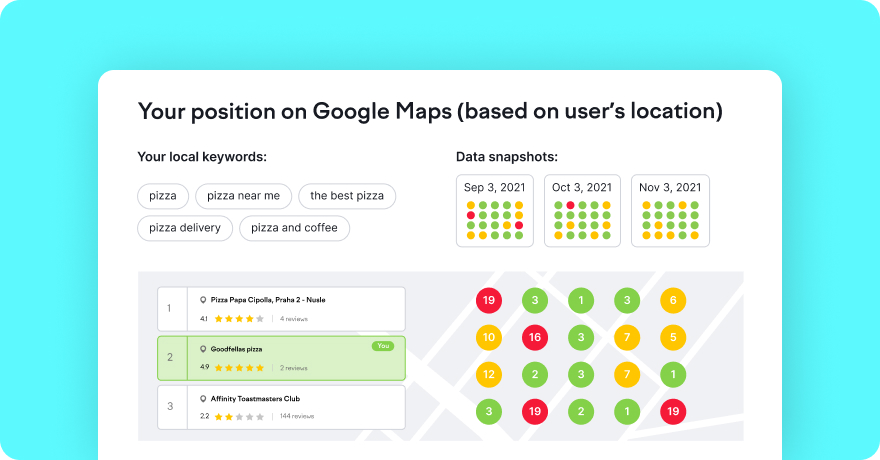 Your position on Google Maps (based on user's location)
Your local keywords:
pizza
pizza near me
the best pizza
pizza delivery
pizza and coffee
Data snapshots:
Sep 3, 2021
Oct 3, 2021
Nov 3, 2021
1
Pizza Papa Cipolla, Praha 2 - Nusle
4.1
4 reviews
2
Goodfellas pizza
You
4.9
2 reviews
3
Affinity Toastmasters Club
2.2
144 reviews
19 3 1 3 6
10 16 3 7 5
12 2 3 7 1
3 19 2 1 19